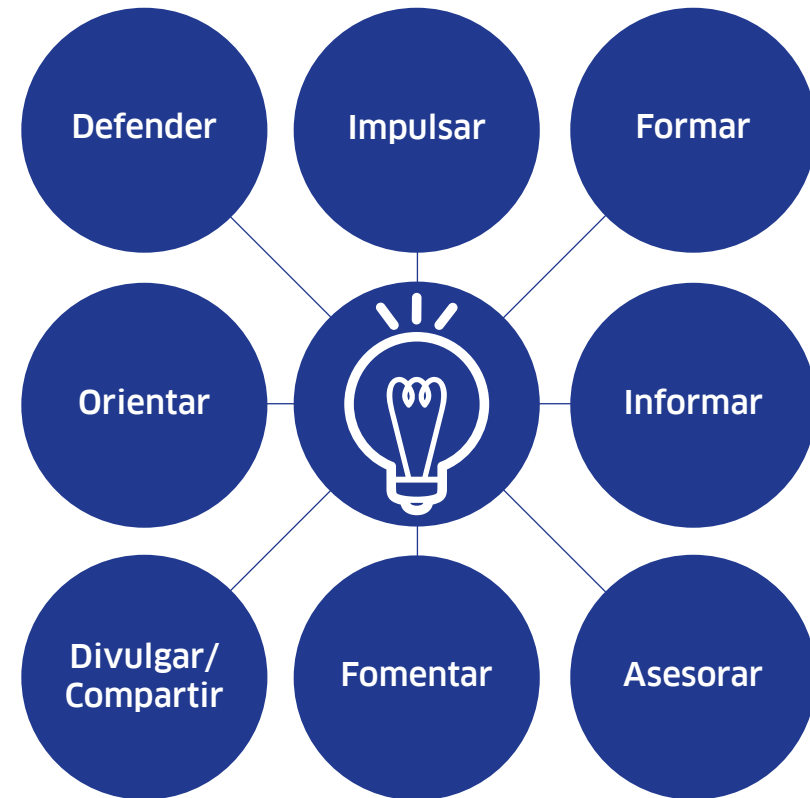 Defender
Impulsar
Formar
Orientar
Informar
Divulgar/
Compartir
Fomentar
Asesorar